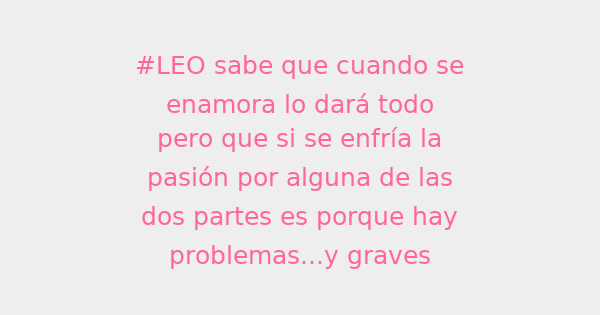 #LEO sabe que cuando se
enamora lo dará todo
pero que si se enfría la
pasión por alguna de las
dos partes es porque hay
problemas...y graves